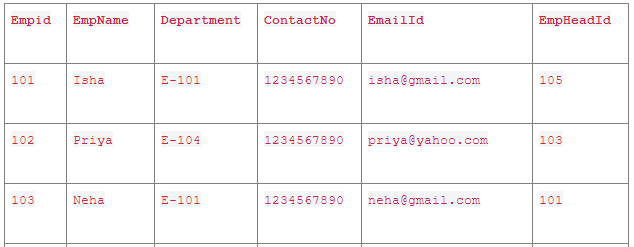 Empid EmpName Department ContactNo EmailId EmpHeadId
101 Isha E-101 1234567890 isha@gmail.com 105
102 Priya E-104 1234567890 priya@yahoo.com 103
103 Neha E-101 1234567890 neha@gmail.com 101